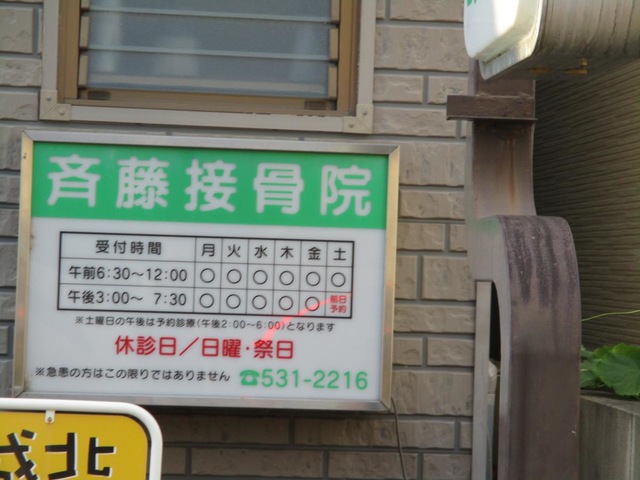 斉藤接骨院
受付時間 月 火 水 木 金 土
午前6:30〜12:00 ○ ○ ○ ○ ○ ○
午後3:00〜 7:30 ○ ○ ○ ○ ○ 前日予約
※土曜日の午後は予約診療(午後2:00〜6:00)となります
休診日／日曜・祭日
※急患の方はこの限りではありません ☎531-2216
北